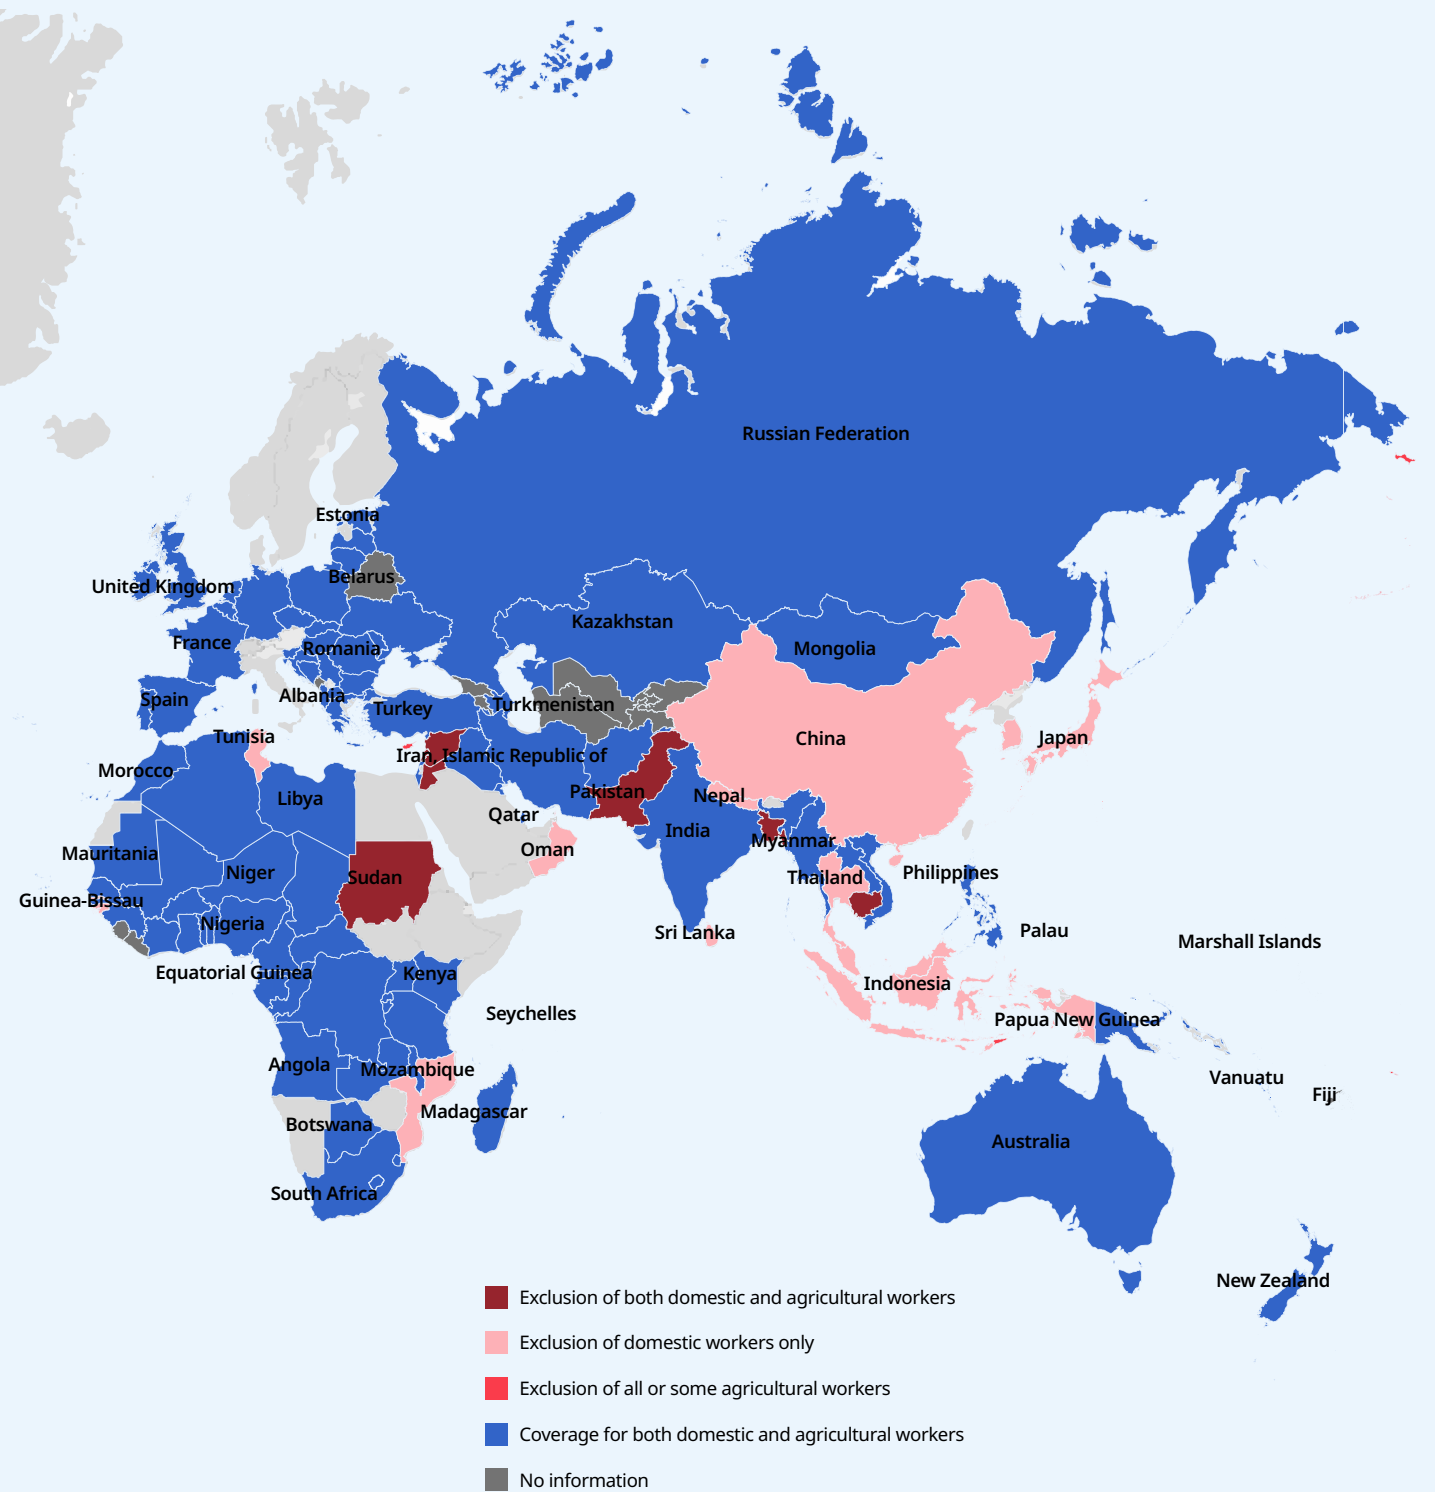 Russian Federation
Estonia
Belarus
United Kingdom
Kazakhstan
France
Romania
Mongolia
Spain
Albania
Turkey
Turkmenistan
Tunisia
China
Japan
Iran, Islamic Republic of
Morocco
Libya
Pakistan
Nepal
Qatar
India
Myanmar
Mauritania
Oman
Niger
Sudan
Thailand
Philippines
Guinea-Bissau
Nigeria
Sri Lanka
Palau
Marshall Islands
Equatorial Guinea
Kenya
Indonesia
Seychelles
Papua New Guinea
Angola
Mozambique
Vanuatu
Fiji
Madagascar
Botswana
Australia
South Africa
New Zealand
Exclusion of both domestic and agricultural workers
Exclusion of domestic workers only
Exclusion of all or some agricultural workers
Coverage for both domestic and agricultural workers
No information